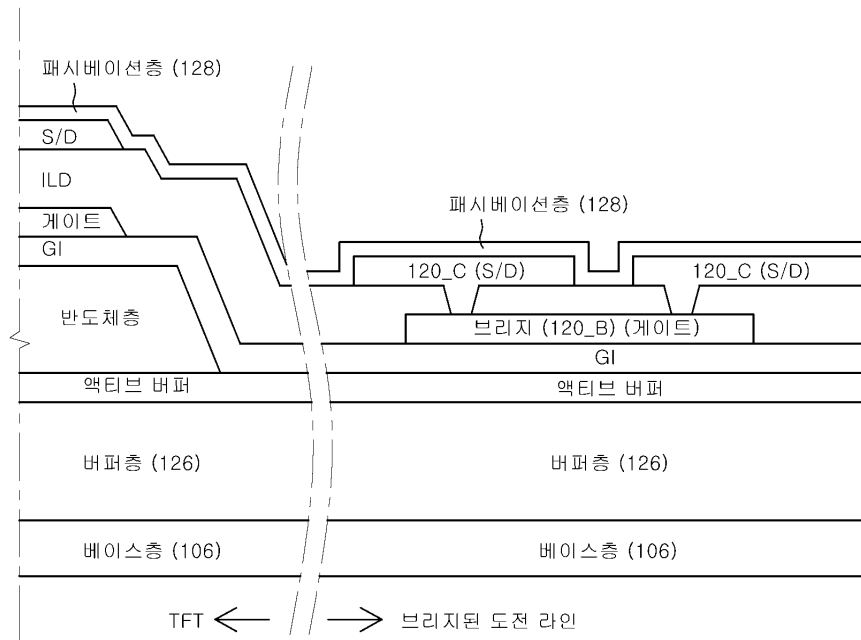 패시베이션층 (128)
S/D
ILD
게이트
GI
반도체층
액티브 버퍼
버퍼층 (126)
베이스층 (106)
TFT
패시베이션층 (128)
120_C (S/D)
120_C (S/D)
브리지 (120_B) (게이트)
GI
액티브 버퍼
버퍼층 (126)
베이스층 (106)
브리지된 도전 라인